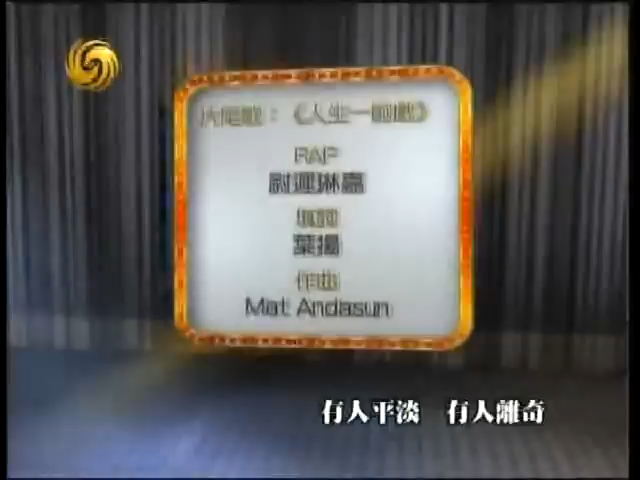 片尾歌：《人生一齣戲》
RAP
尉遲琳嘉
填詞
葉揚
作曲
Mat Andasun
有人平淡 有人離奇